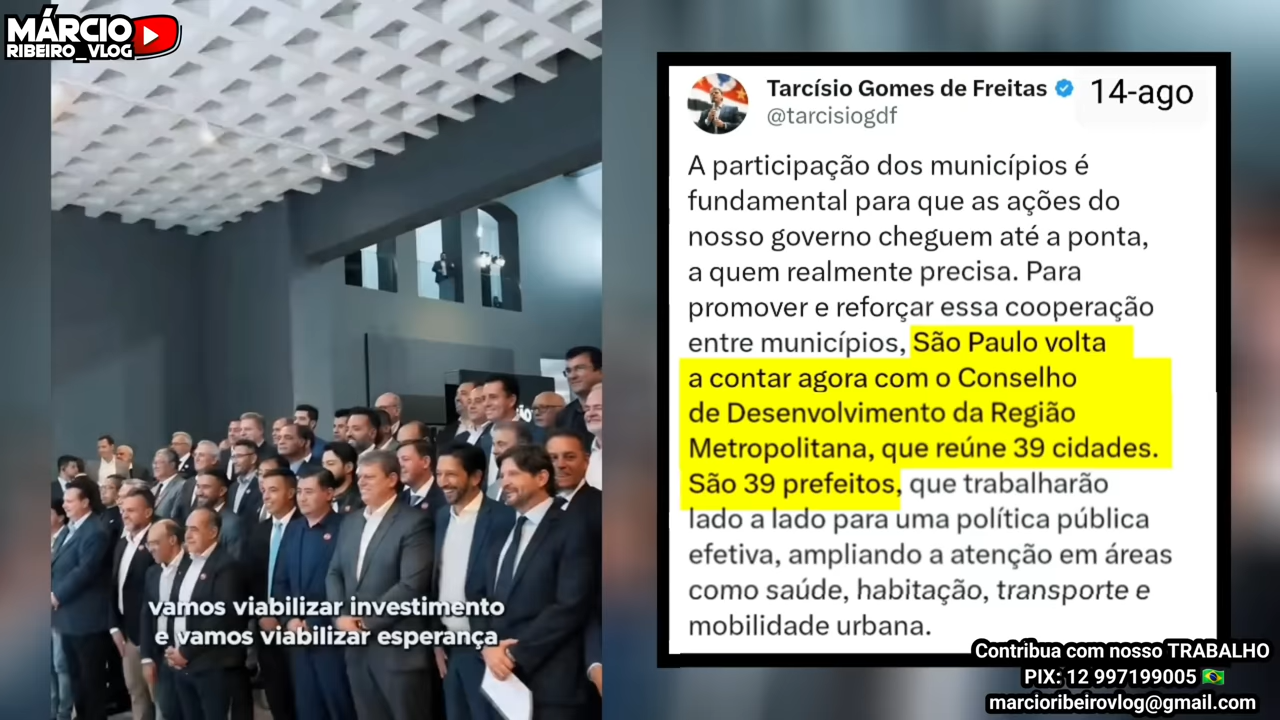 MÁRCIO
RIBEIRO_VLOG
vamos viabilizar investimento
e vamos viabilizar esperança
Tarcísio Gomes de Freitas
14-ago
@tarcisiogdf
A participação dos municípios é
fundamental para que as ações do
nosso governo cheguem até a ponta,
a quem realmente precisa. Para
promover e reforçar essa cooperação
entre municípios, São Paulo volta
a contar agora com o Conselho
de Desenvolvimento da Região
Metropolitana, que reúne 39 cidades.
São 39 prefeitos, que trabalharão
lado a lado para uma política pública
efetiva, ampliando a atenção em áreas
como saúde, habitação, transporte e
mobilidade urbana.
Contribua com nosso TRABALHO
PIX: 12 997199005
marcioribeirovlog@gmail.com